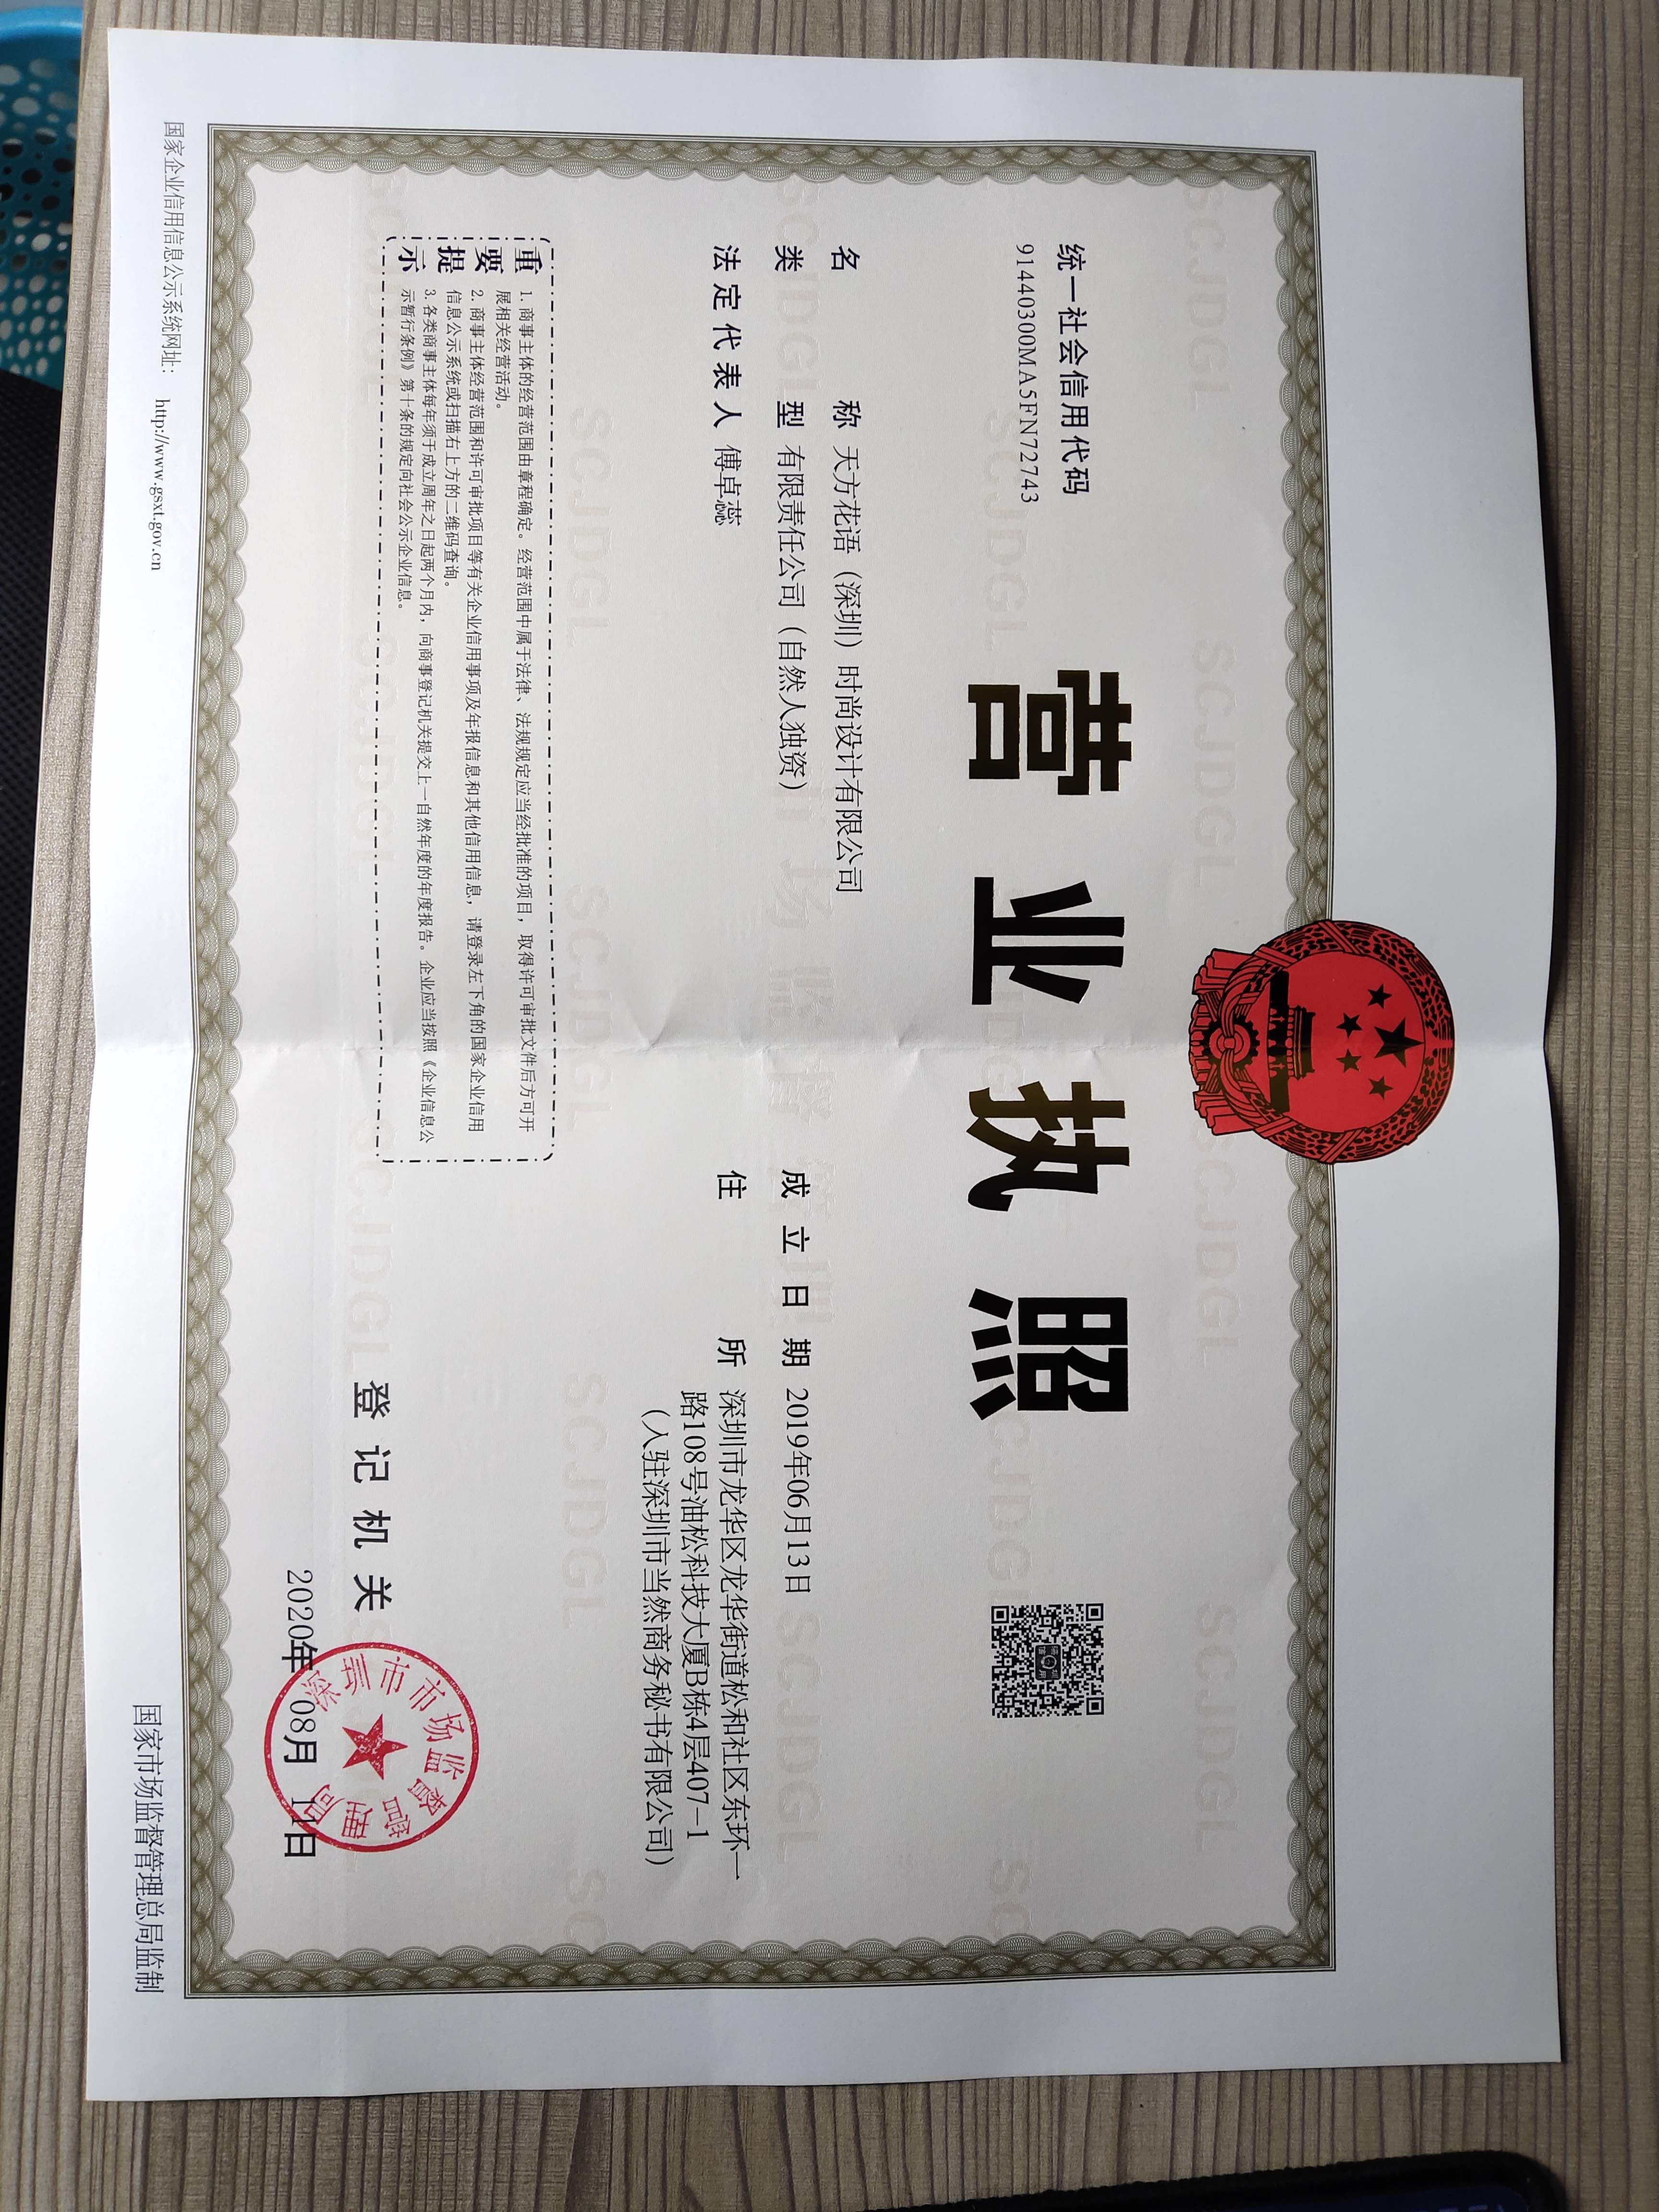 营业执照
统一社会信用代码
91440300MA5FN72743
名称 天方花语（深圳）时尚设计有限公司
类型 有限责任公司（自然人独资）
法定代表人 傅卓蕊
成立日期 2019年06月13日
住所 深圳市龙华区龙华街道松和社区东环一
路108号油松科技大厦B栋4层407-1
（入驻深圳市当然商务秘书有限公司）
重要提示
1. 商事主体的经营范围由章程确定。经营范围中属于法律、法规规定应当经批准的项目，取得许可审批文件后方可开
展相关经营活动。
2. 商事主体经营范围和许可审批项目等有关企业信用事项及年报信息和其他信用信息，请登录左下角的国家企业信用
信息公示系统或扫描右上方的二维码查询。
3. 各类商事主体每年须于成立周年之日起两个月内，向商事登记机关提交上一自然年度的年度报告。企业应当按照《企业信息公
示暂行条例》第十条的规定向社会公示企业信息。
登记机关
深圳市市场监督管理局
2020年08月11日
国家企业信用信息公示系统网址： http://www.gsxt.gov.cn
国家市场监督管理总局监制